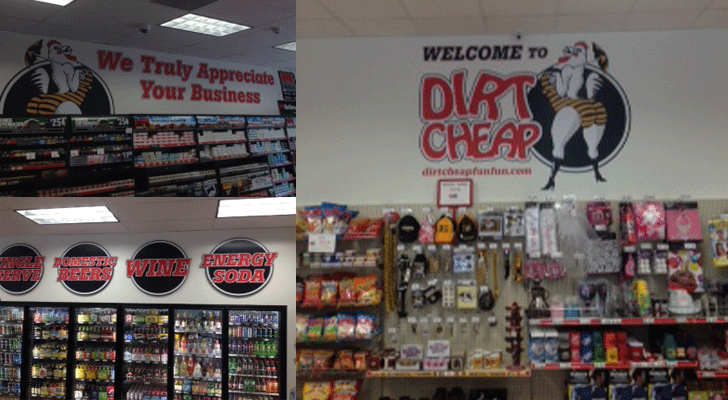 We Truly Appreciate
Your Business
WELCOME TO
DIRT
CHEAP
dirtcheapfunfun.com
SINGLE
SERVE
DOMESTIC
BEERS
WINE
ENERGY
SODA